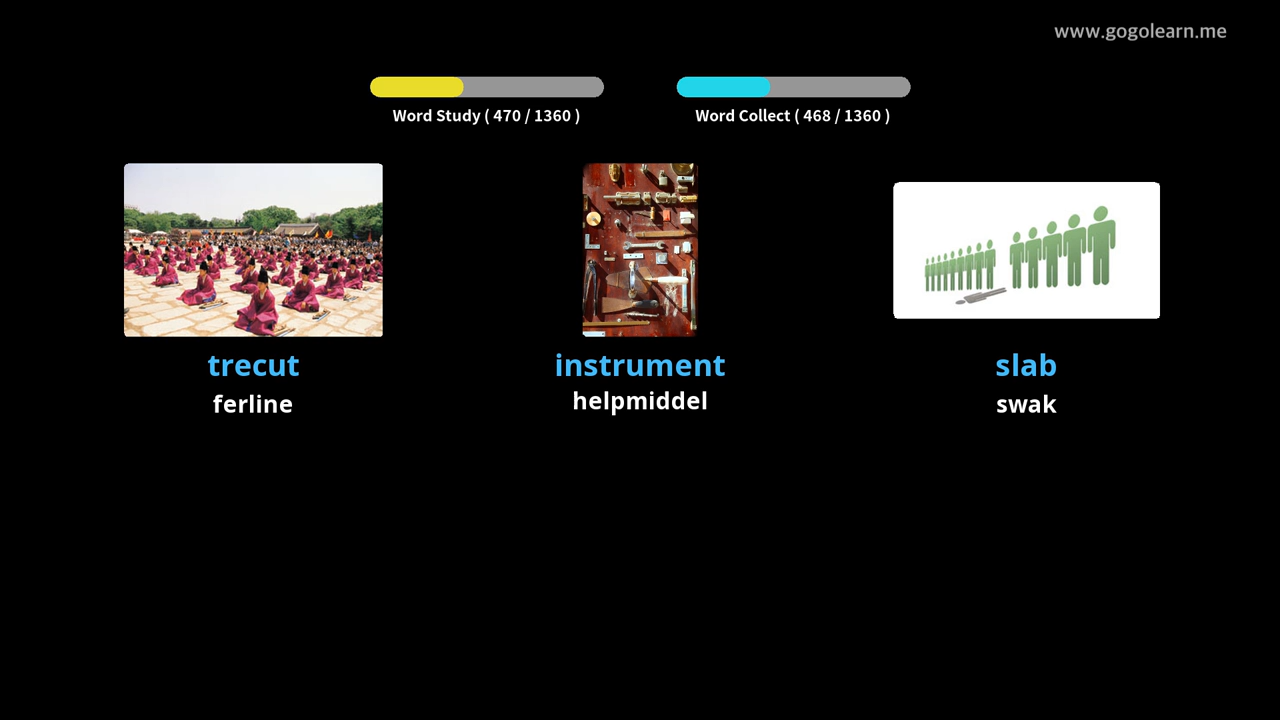 www.gogolearn.me
Word Study ( 470 / 1360 )
Word Collect ( 468 / 1360 )
trecut
ferline
instrument
helpmiddel
slab
swak